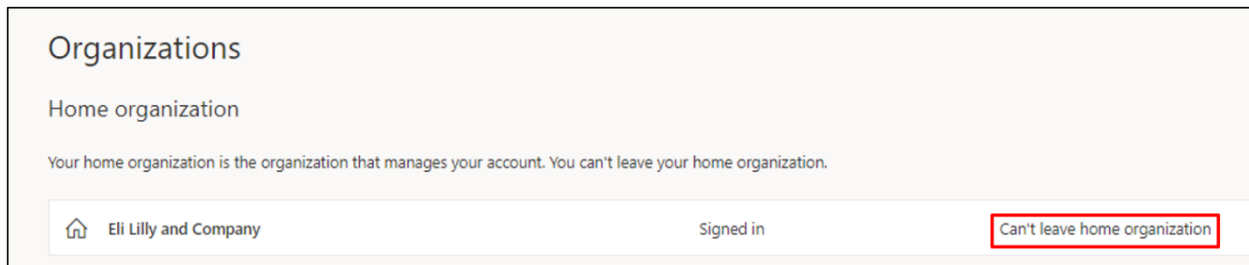 Organizations
Home organization
Your home organization is the organization that manages your account. You can't leave your home organization.
Eli Lilly and Company Signed in Can't leave home organization